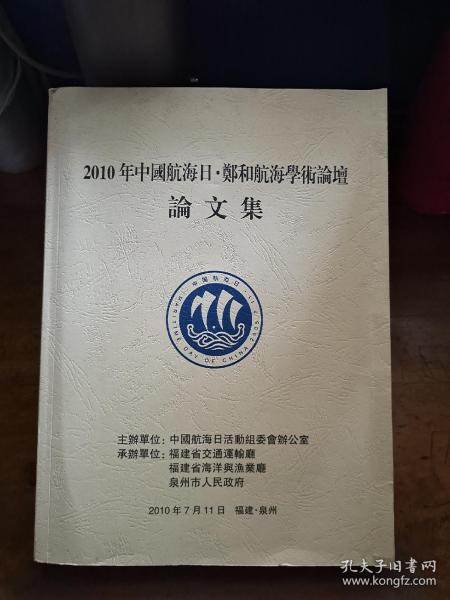 2010年中國航海日·鄭和航海學術論壇
論文集
中国航海日
MARITIME DAY OF CHINA 2005.7.11
主辦單位：中國航海日活動組委會辦公室
承辦單位：福建省交通運輸廳
福建省海洋與漁業廳
泉州市人民政府
2010年7月11日 福建·泉州
孔夫子旧书网
www.kongfz.com